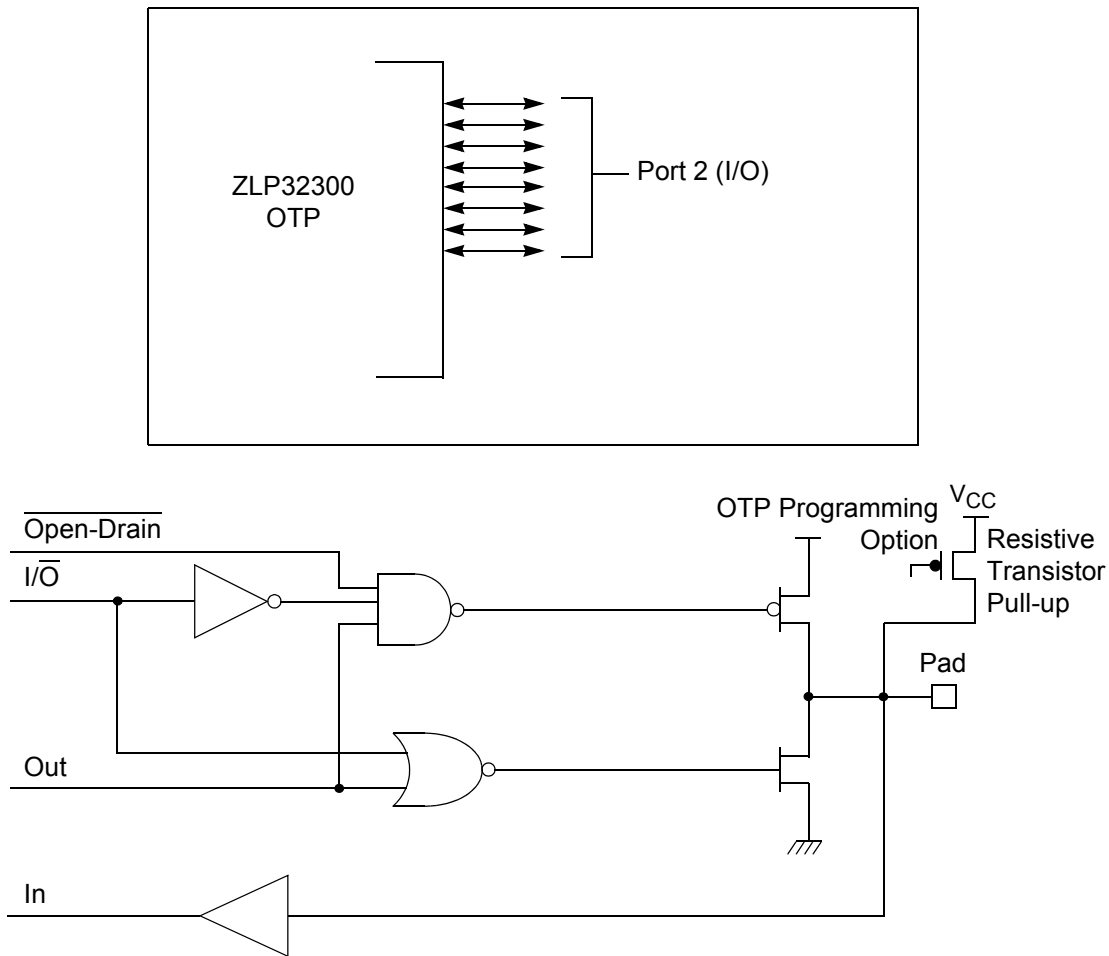 ZLP32300
OTP
Port 2 (I/O)
Open-Drain
I/O
OTP Programming
Option
VCC
Resistive
Transistor
Pull-up
Pad
Out
In